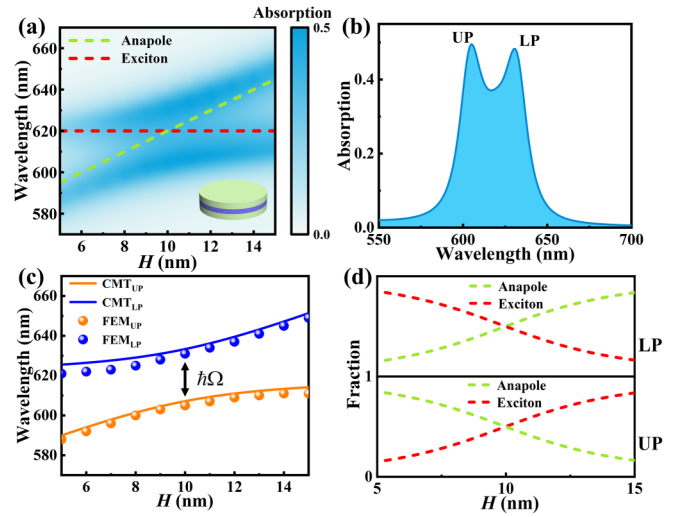 (a)
Absorption
660
640
620
600
580
Wavelength (nm)
Anapole
Exciton
6 8 10 12 14
H (nm)
0.5
0.0
(b)
UP
LP
0.4
0.2
0.0
Absorption
550 600 650 700
Wavelength (nm)
(c)
CMTUP
CMTLP
FEMUP
FEMLP
660
640
620
600
580
Wavelength (nm)
ℏΩ
6 8 10 12 14
H (nm)
(d)
Anapole
Exciton
LP
1
Fraction
Anapole
Exciton
UP
0
5 10 15
H (nm)